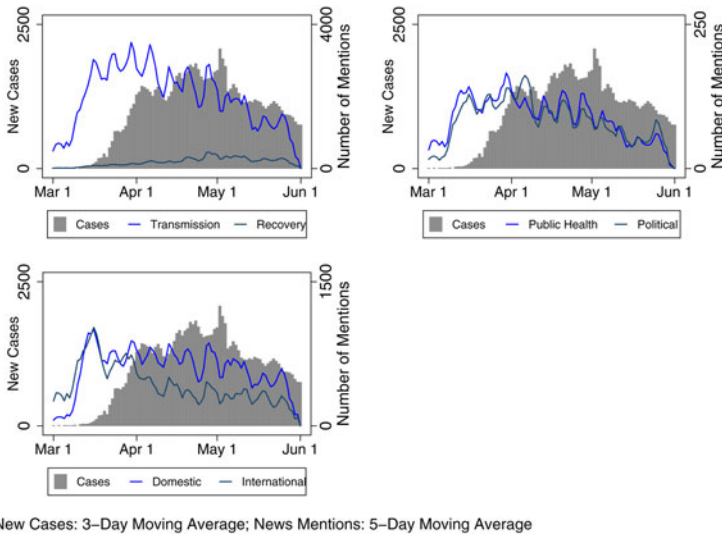 2500
4000
New Cases
Number of Mentions
0
0
Mar 1 Apr 1 May 1 Jun 1
Cases Transmission Recovery
2500
250
New Cases
Number of Mentions
0
0
Mar 1 Apr 1 May 1 Jun 1
Cases Public Health Political
2500
1500
New Cases
Number of Mentions
0
0
Mar 1 Apr 1 May 1 Jun 1
Cases Domestic International
New Cases: 3–Day Moving Average; News Mentions: 5–Day Moving Average